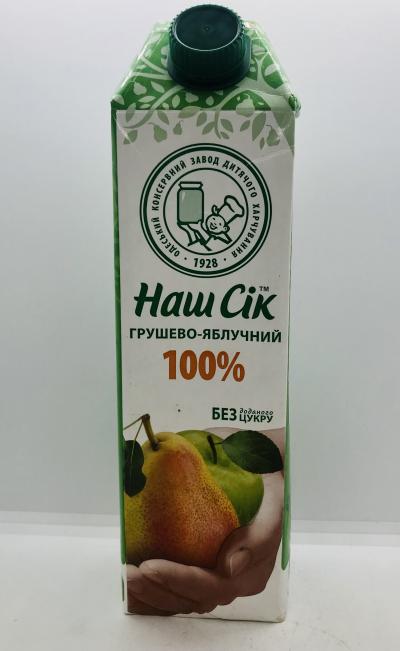 ОДЕСЬКИЙ КОНСЕРВНИЙ ЗАВОД ДИТЯЧОГО ХАРЧУВАННЯ
· 1928 ·
Наш Сік™
ГРУШЕВО-ЯБЛУЧНИЙ
100%
БЕЗ доданого ЦУКРУ